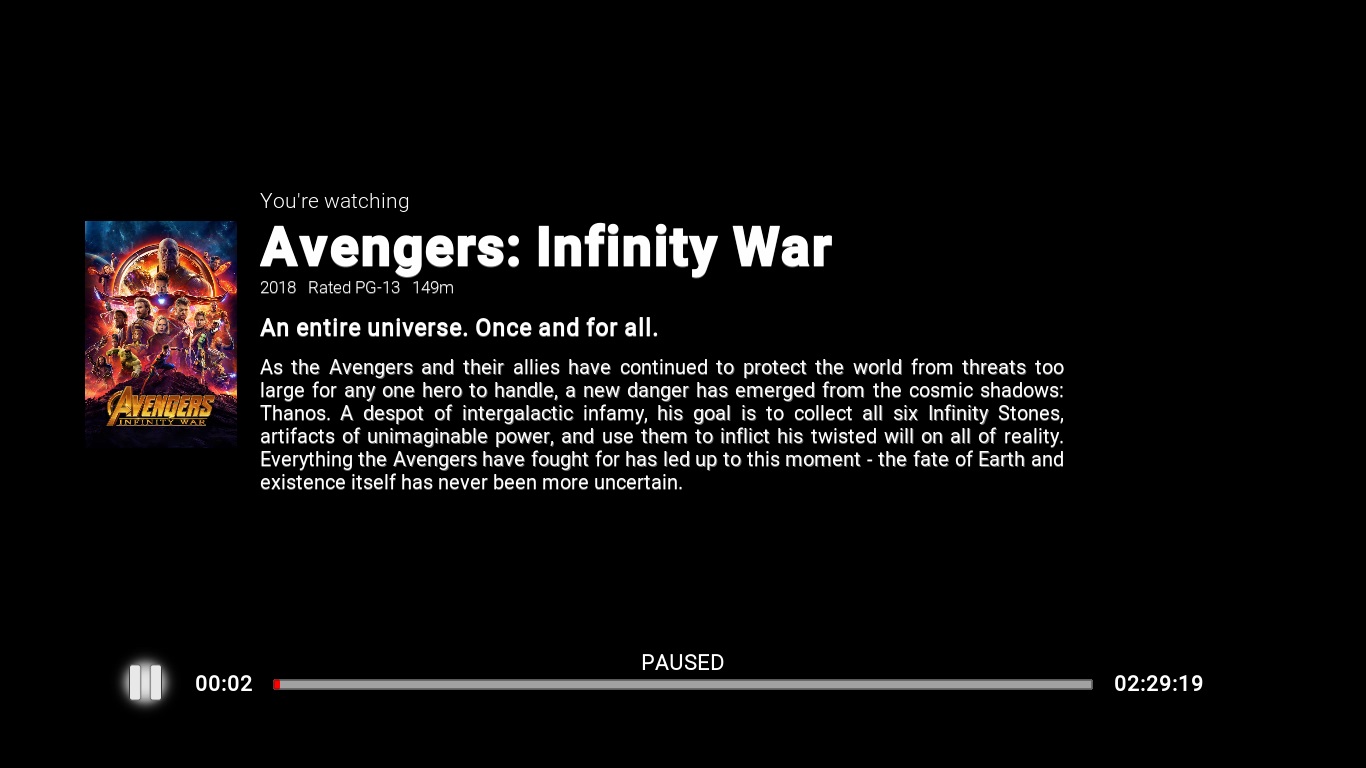 You're watching
Avengers: Infinity War
2018 Rated PG-13 149m
An entire universe. Once and for all.
As the Avengers and their allies have continued to protect the world from threats too
large for any one hero to handle, a new danger has emerged from the cosmic shadows:
Thanos. A despot of intergalactic infamy, his goal is to collect all six Infinity Stones,
artifacts of unimaginable power, and use them to inflict his twisted will on all of reality.
Everything the Avengers have fought for has led up to this moment - the fate of Earth and
existence itself has never been more uncertain.
AVENGERS
INFINITY WAR
PAUSED
00:02
02:29:19